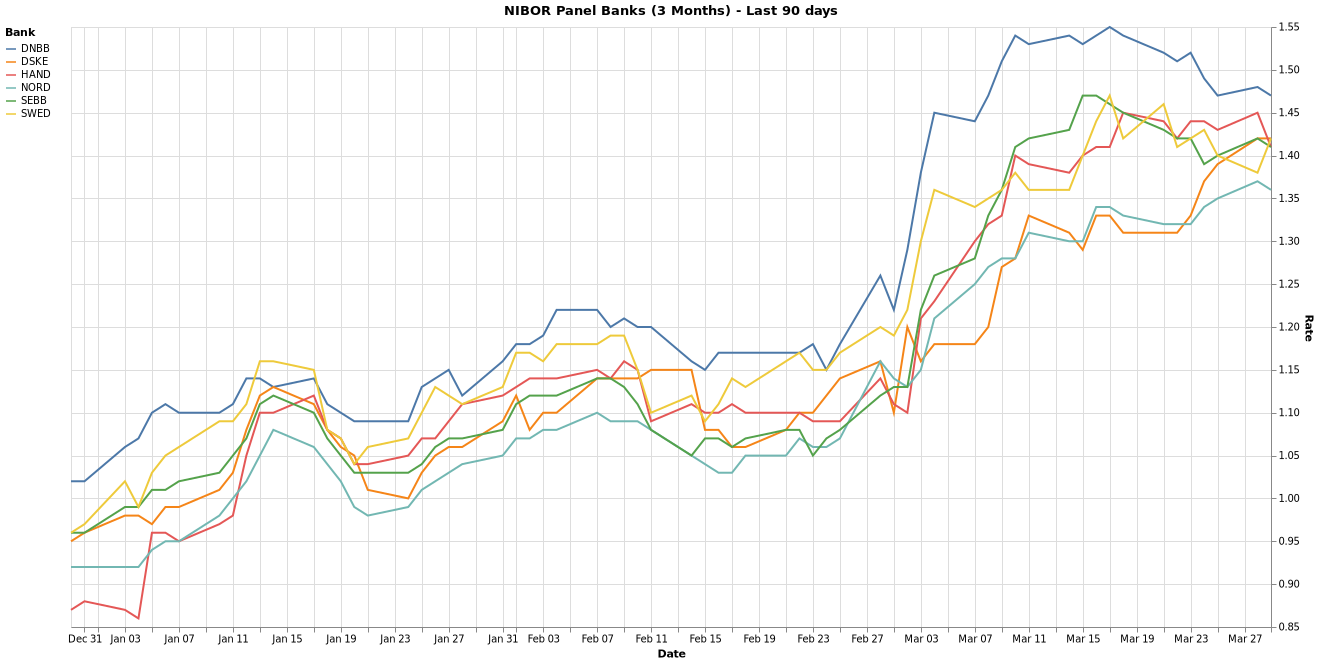 NIBOR Panel Banks (3 Months) - Last 90 days
Bank
DNBB
DSKE
HAND
NORD
SEBB
SWED
1.55
1.50
1.45
1.40
1.35
1.30
1.25
1.20
1.15
1.10
1.05
1.00
0.95
0.90
0.85
Rate
Dec 31 Jan 03 Jan 07 Jan 11 Jan 15 Jan 19 Jan 23 Jan 27 Jan 31 Feb 03 Feb 07 Feb 11 Feb 15 Feb 19 Feb 23 Feb 27 Mar 03 Mar 07 Mar 11 Mar 15 Mar 19 Mar 23 Mar 27
Date